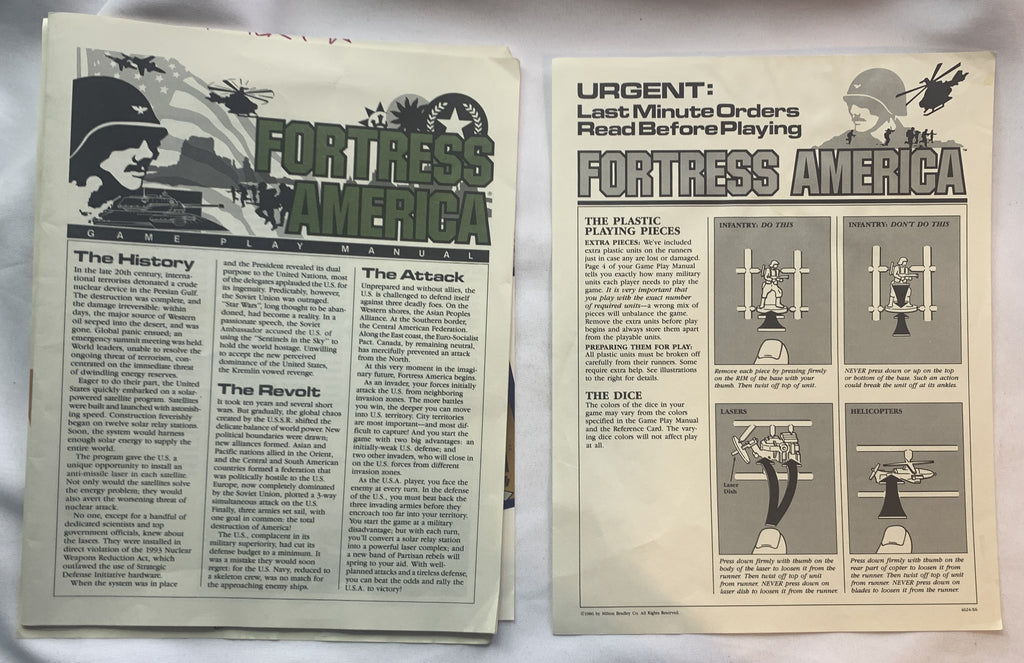 FORTRESS
AMERICA
GAME PLAY MANUAL
The History
In the late 20th century, interna-
tional terrorists detonated a crude
nuclear device in the Persian Gulf.
The destruction was complete, and
the damage irreversible: within
days, the major source of Western
oil seeped into the desert, and was
gone. Global panic ensued; an
emergency summit meeting was held.
World leaders, unable to resolve the
ongoing threat of terrorism, con-
centrated on the immediate threat
of dwindling energy reserves.
Eager to do their part, the United
States quickly embarked on a solar-
powered satellite program. Satellites
were built and launched with astonish-
ing speed. Construction feverishly
began on twelve solar relay stations.
Soon, the system would harness
enough solar energy to supply the
entire world.
The program gave the U.S. a
unique opportunity to install an
anti-missile laser in each satellite.
Not only would the satellites solve
the energy problem; they would
also avert the worsening threat of
nuclear attack.
No one, except for a handful of
dedicated scientists and top
government officials, knew about
the lasers. They were installed in
direct violation of the 1993 Nuclear
Weapons Reduction Act, which
outlawed the use of Strategic
Defense Initiative hardware.
When the system was in place
and the President revealed its dual
purpose to the United Nations, most
of the delegates applauded the U.S. for
its ingenuity. Predictably, however,
the Soviet Union was outraged.
"Star Wars", long thought to be aban-
doned, had become a reality. In a
passionate speech, the Soviet
Ambassador accused the U.S. of
using the "Sentinels in the Sky" to
hold the world hostage. Unwilling
to accept the new perceived
dominance of the United States,
the Kremlin vowed revenge.
The Revolt
It took ten years and several short
wars. But gradually, the global chaos
created by the U.S.S.R. shifted the
delicate balance of world power. New
political boundaries were drawn;
new alliances formed. Asian and
Pacific nations allied in the Orient,
and the Central and South American
countries formed a federation that
was politically hostile to the U.S.
Europe, now completely dominated
by the Soviet Union, plotted a 3-way
simultaneous attack on the U.S.
Finally, three armies set sail, with
one goal in common: the total
destruction of America!
The U.S., complacent in its
military superiority, had cut its
defense budget to a minimum. It
was a mistake they would soon
regret: for the U.S. Navy, reduced to
a skeleton crew, was no match for
the approaching enemy ships.
The Attack
Unprepared and without allies, the
U.S. is challenged to defend itself
against three deadly foes. On the
Western shores, the Asian Peoples
Alliance. At the Southern border,
the Central American Federation.
Along the East coast, the Euro-Socialist
Pact. Canada, by remaining neutral,
has mercifully prevented an attack
from the North.
At this very moment in the imag-
inary future, Fortress America begins.
As an invader, your forces initially
attack the U.S. from neighboring
invasion zones. The more battles
you win, the deeper you can move
into U.S. territory. City territories
are most important—and most dif-
ficult to capture! And you start the
game with two big advantages: an
initially-weak U.S. defense; and
two other invaders, who will close in
on the U.S. forces from different
invasion zones.
As the U.S.A. player, you face the
enemy at every turn. In the defense
of the U.S., you must beat back the
three invading armies before they
encroach too far into your territory.
You start the game at a military
disadvantage; but with each turn,
you'll convert a solar relay station
into a powerful laser complex; and
a new band of Partisan rebels will
spring to your aid. With well-
planned attacks and a tireless defense,
you can beat the odds and rally the
U.S.A. to victory!
URGENT:
Last Minute Orders
Read Before Playing
FORTRESS AMERICA™
THE PLASTIC
PLAYING PIECES
EXTRA PIECES: We've included
extra plastic units on the runners
just in case any are lost or damaged.
Page 4 of your Game Play Manual
tells you exactly how many military
units each player needs to play the
game. It is very important that
you play with the exact number
of required units—a wrong mix of
pieces will unbalance the game.
Remove the extra units before play
begins and always store them apart
from the playable units.
PREPARING THEM FOR PLAY:
All plastic units must be broken off
carefully from their runners. Some
require extra help. See illustrations
to the right for details.
THE DICE
The colors of the dice in your
game may vary from the colors
specified in the Game Play Manual
and the Reference Card. The vary-
ing dice colors will not affect play
at all.
INFANTRY: DO THIS
Remove each piece by pressing firmly
on the RIM of the base with your
thumb. Then twist off top of unit.
INFANTRY: DON'T DO THIS
NEVER press down or up on the top
or bottom of the base. Such an action
could break the unit off at its ankles.
LASERS
Laser
Dish
Press down firmly with thumb on the
body of the laser to loosen it from the
runner. Then twist off top of unit
from runner. NEVER press down on
laser dish to loosen it from the runner.
HELICOPTERS
Press down firmly with thumb on the
rear part of copter to loosen it from
the runner. Then twist off top of unit
from runner. NEVER press down on
blades to loosen it from the runner.
©1986 by Milton Bradley Co. All Rights Reserved.